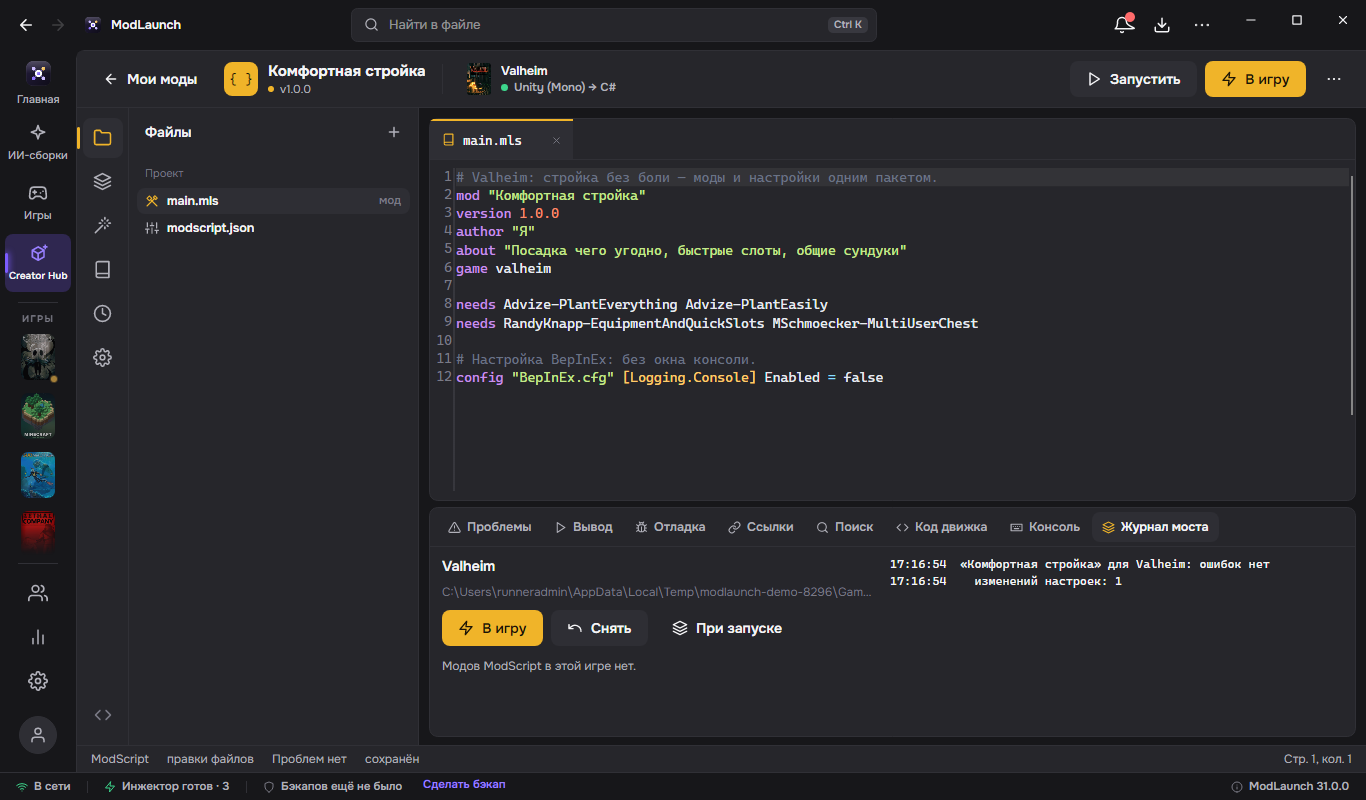 ModLaunch
Найти в файле
Ctrl K
Главная
ИИ-сборки
Игры
Creator Hub
ИГРЫ
MINECRAFT
LETHAL COMPANY
Мои моды
{ }
Комфортная стройка
v1.0.0
Valheim
Unity (Mono) → C#
Запустить
В игру
Файлы
Проект
main.mls
мод
modscript.json
main.mls
1 # Valheim: стройка без боли — моды и настройки одним пакетом.
2 mod "Комфортная стройка"
3 version 1.0.0
4 author "Я"
5 about "Посадка чего угодно, быстрые слоты, общие сундуки"
6 game valheim
7
8 needs Advize-PlantEverything Advize-PlantEasily
9 needs RandyKnapp-EquipmentAndQuickSlots MSchmoecker-MultiUserChest
10
11 # Настройка BepInEx: без окна консоли.
12 config "BepInEx.cfg" [Logging.Console] Enabled = false
Проблемы
Вывод
Отладка
Ссылки
Поиск
Код движка
Консоль
Журнал моста
Valheim
C:\Users\runneradmin\AppData\Local\Temp\modlaunch-demo-8296\Gam...
В игру
Снять
При запуске
Модов ModScript в этой игре нет.
17:16:54 «Комфортная стройка» для Valheim: ошибок нет
17:16:54 изменений настроек: 1
ModScript
правки файлов
Проблем нет
сохранён
Стр. 1, кол. 1
В сети
Инжектор готов · 3
Бэкапов ещё не было
Сделать бэкап
ModLaunch 31.0.0